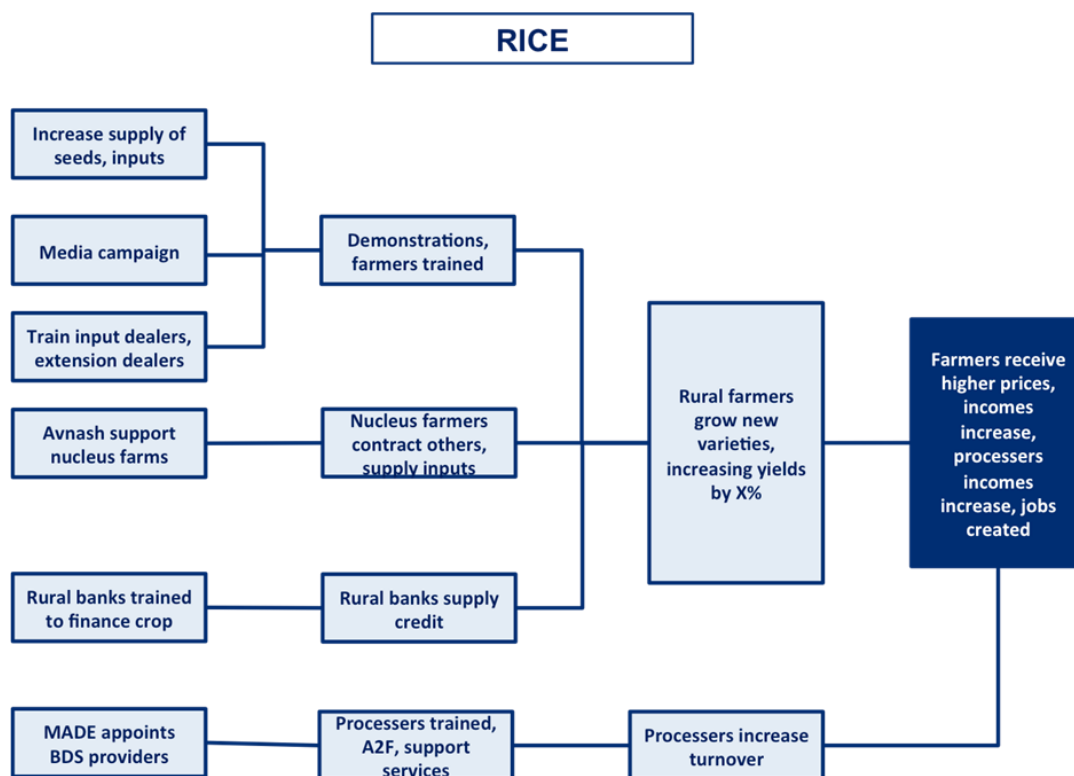 RICE
Increase supply of
seeds, inputs
Media campaign
Train input dealers,
extension dealers
Avnash support
nucleus farms
Rural banks trained
to finance crop
MADE appoints
BDS providers
Demonstrations,
farmers trained
Nucleus farmers
contract others,
supply inputs
Rural banks supply
credit
Processers trained,
A2F, support
services
Rural farmers
grow new
varieties,
increasing yields
by X%
Processers increase
turnover
Farmers receive
higher prices,
incomes
increase,
processers
incomes
increase, jobs
created